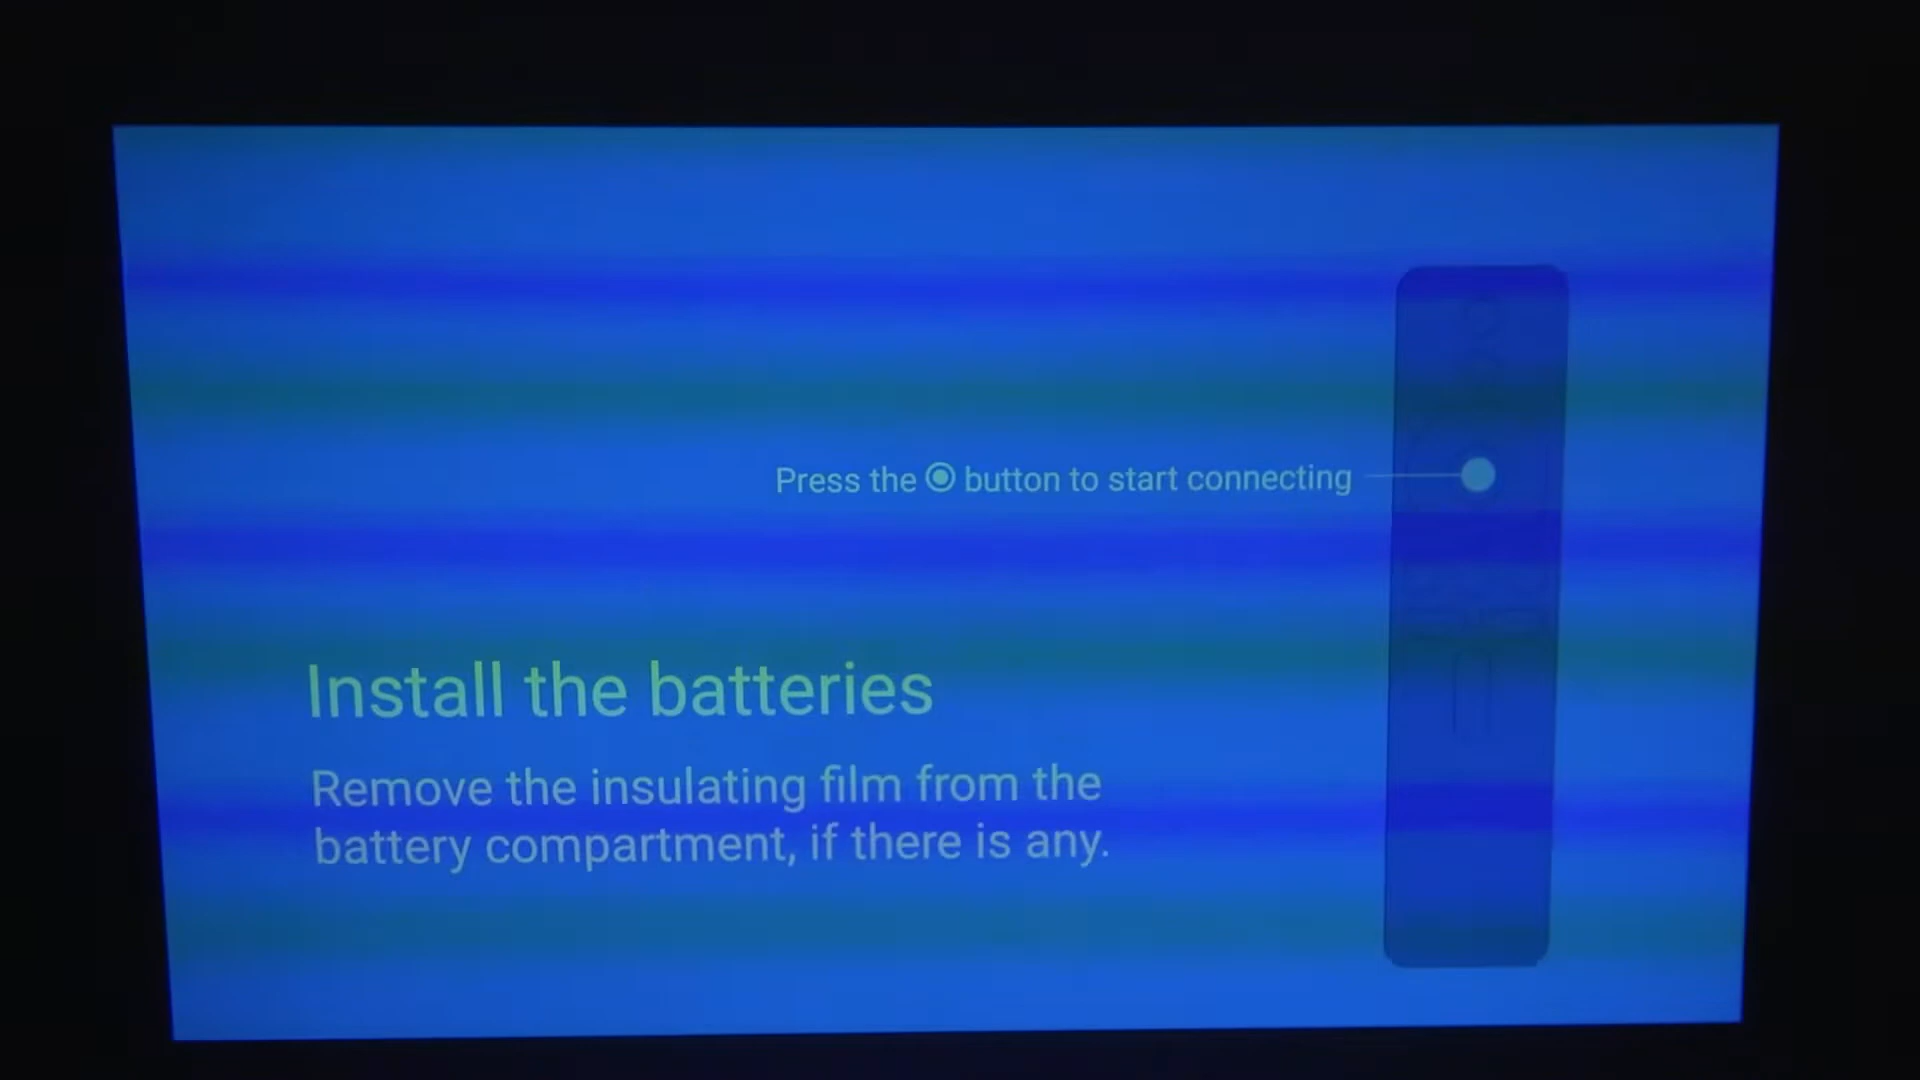 Press the button to start connecting
Install the batteries
Remove the insulating film from the
battery compartment, if there is any.